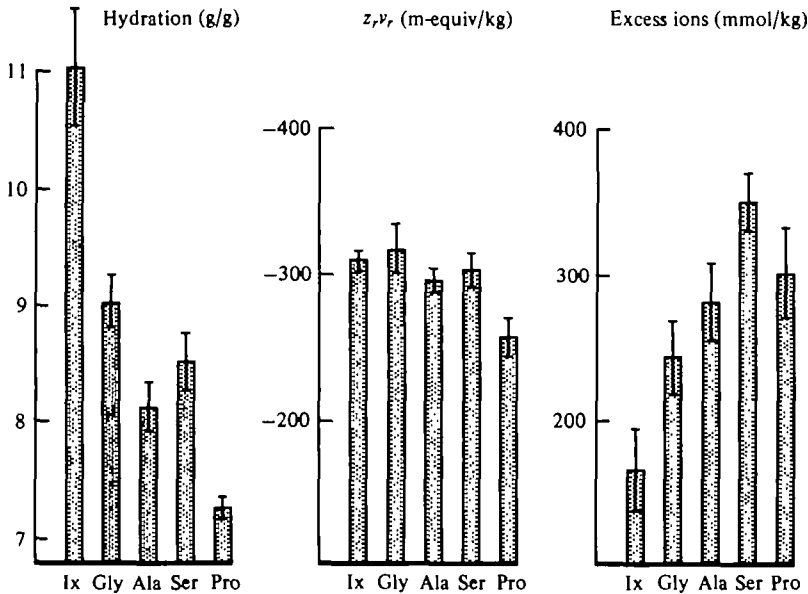 Hydration (g/g)
11
10
9
8
7
Ix Gly Ala Ser Pro
z_r ν_r (m-equiv/kg)
−400
−300
−200
Ix Gly Ala Ser Pro
Excess ions (mmol/kg)
400
300
200
Ix Gly Ala Ser Pro